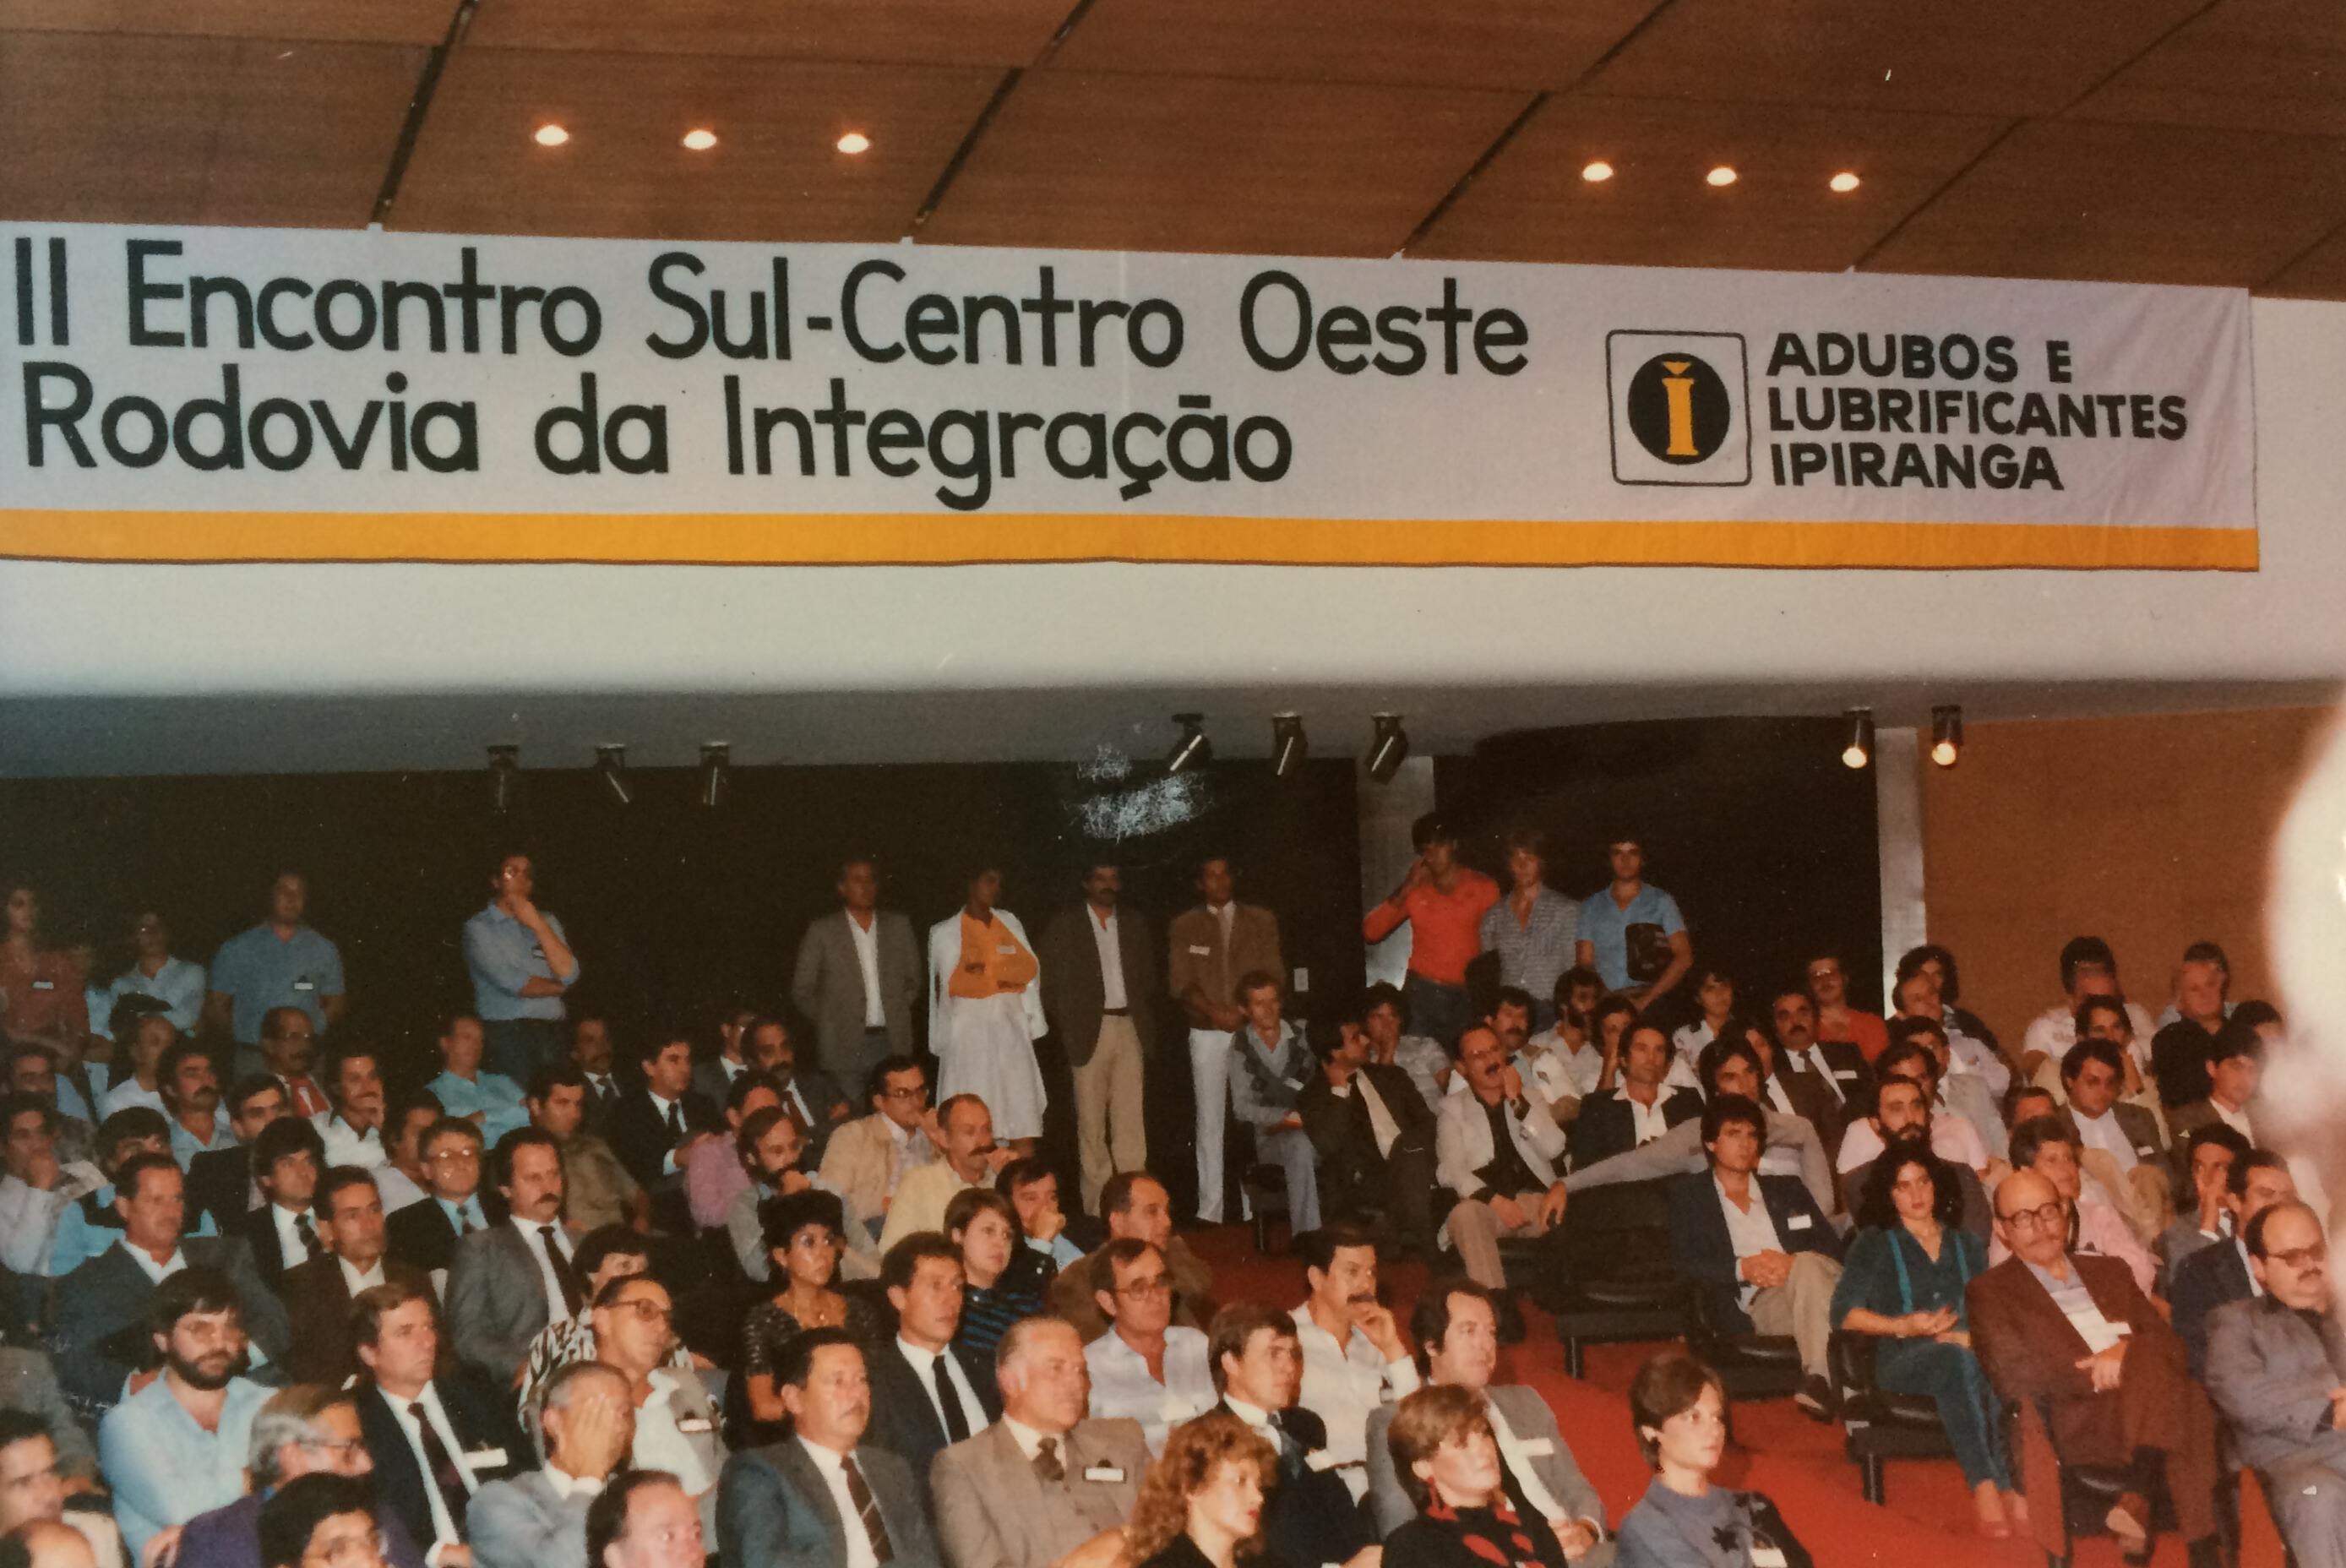 II Encontro Sul-Centro Oeste
Rodovia da Integração
ADUBOS E
LUBRIFICANTES
IPIRANGA